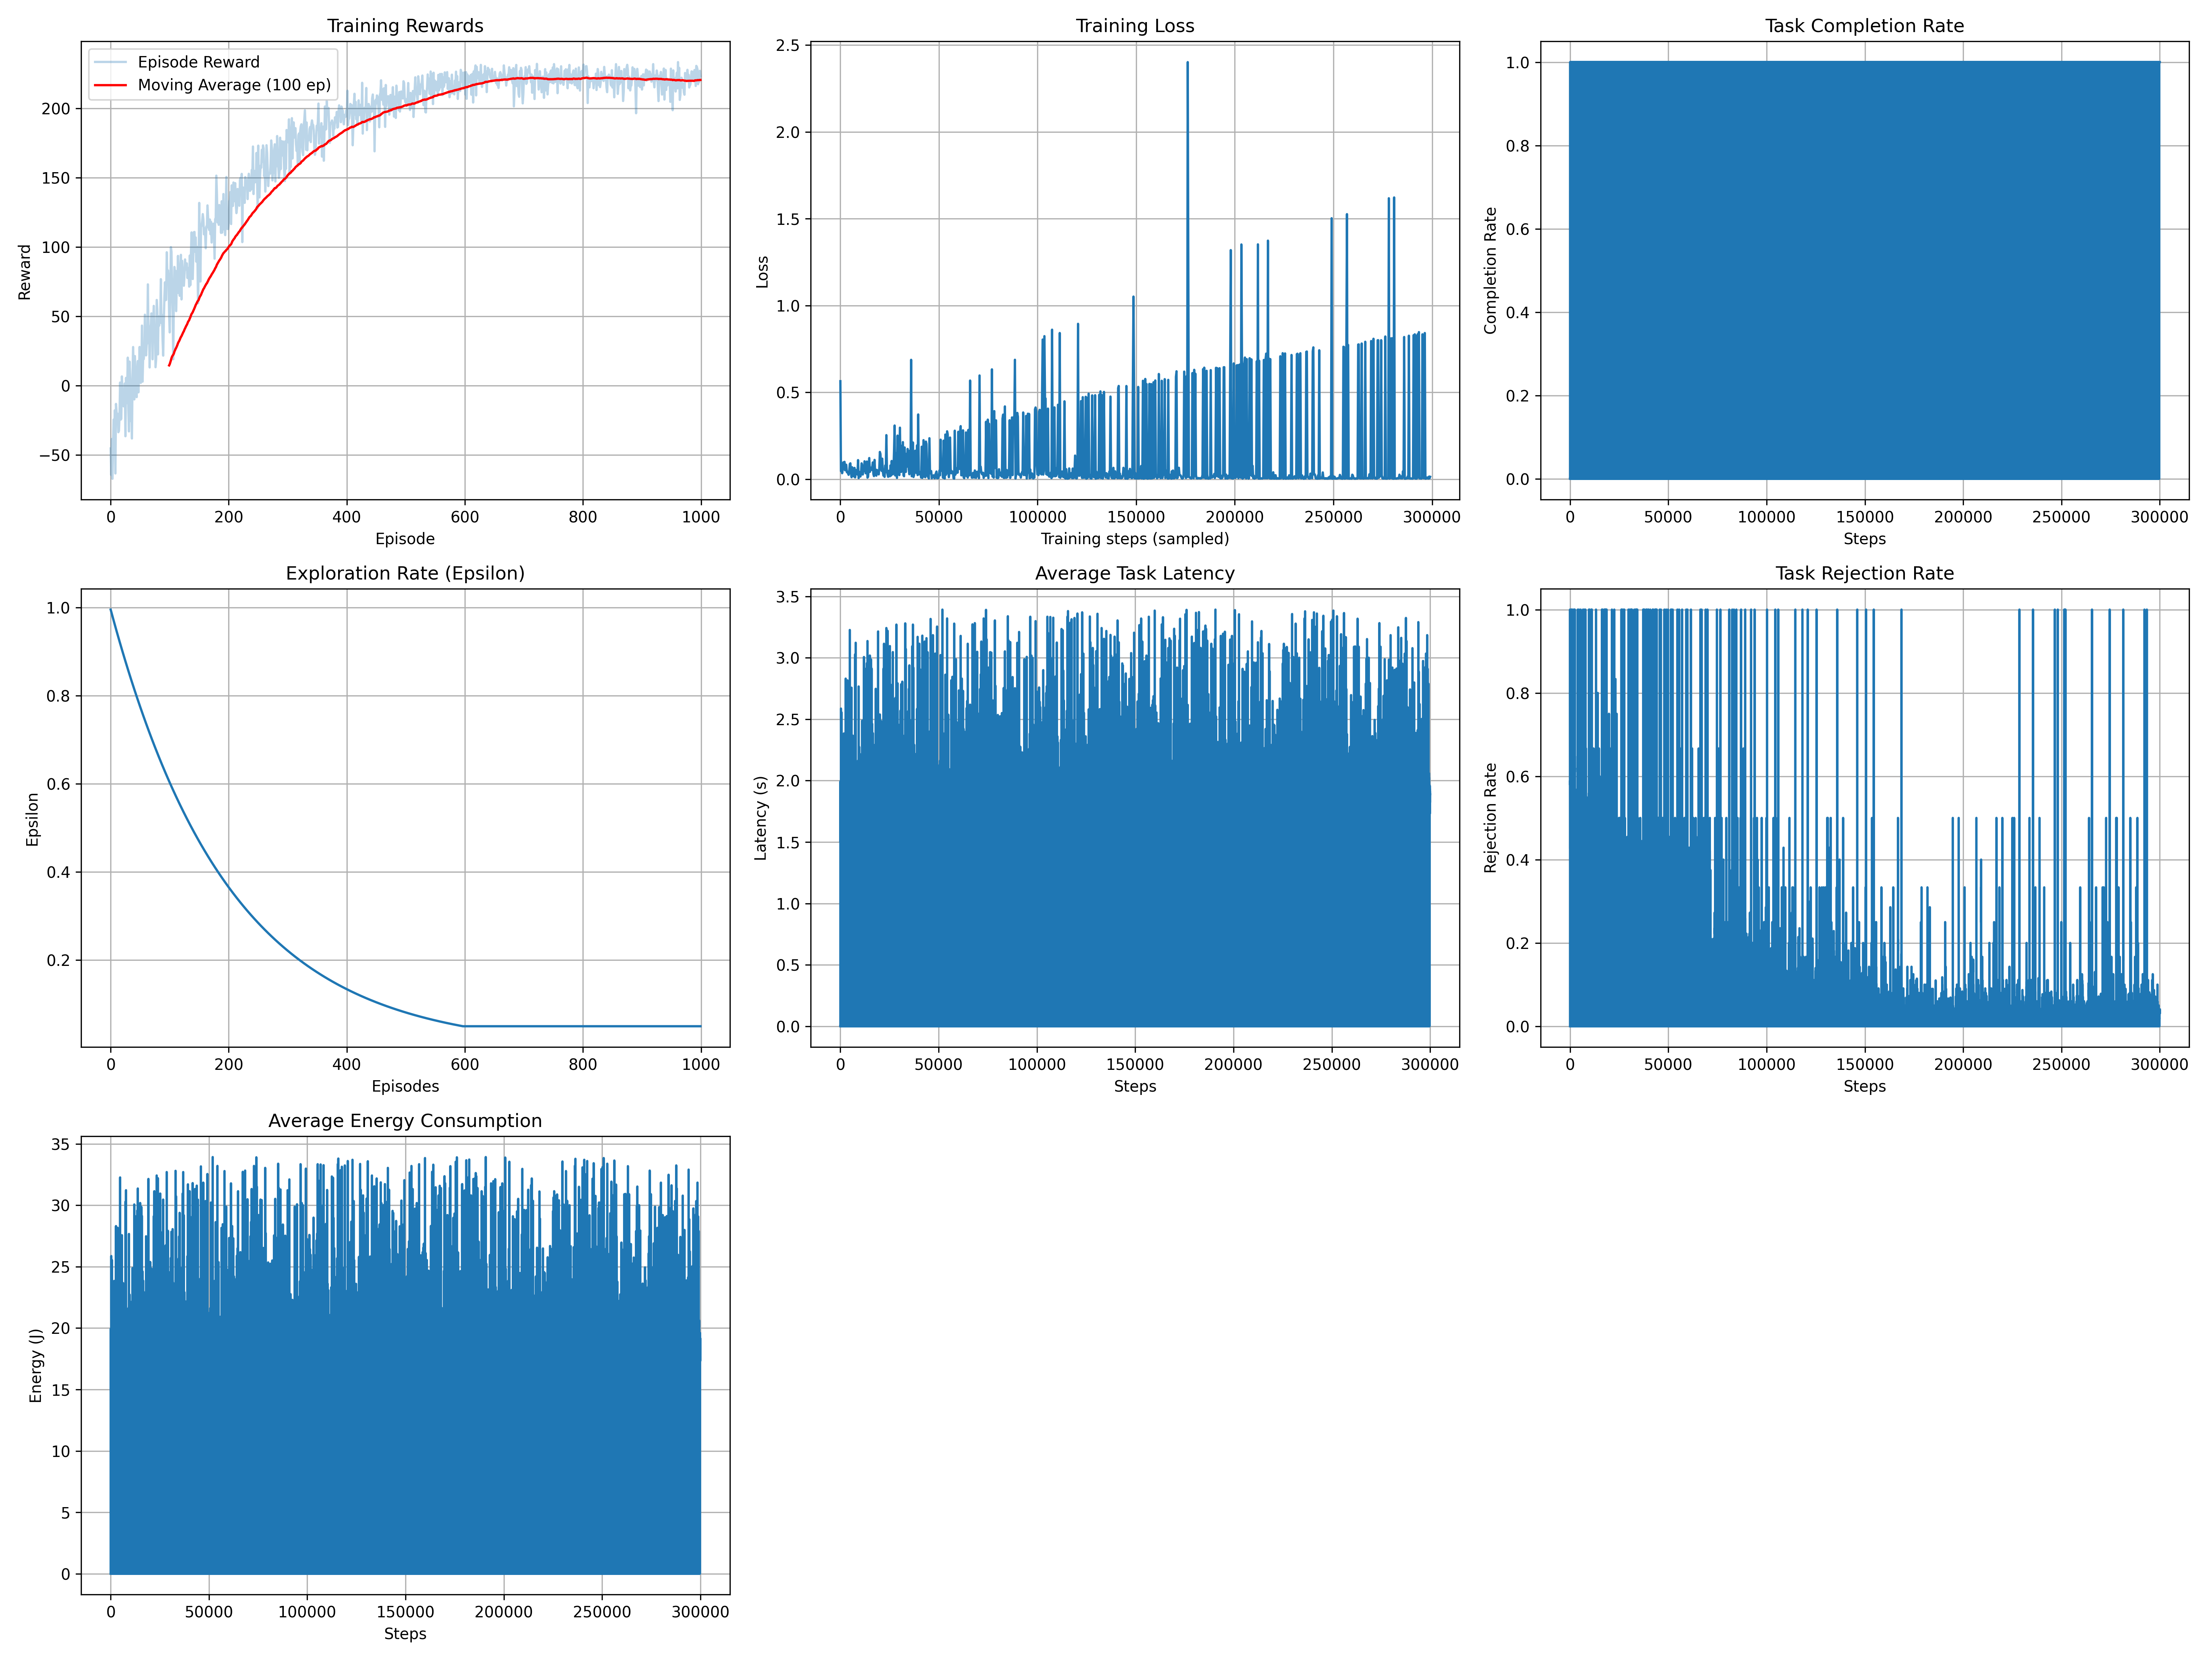 Training Rewards
Episode Reward
Moving Average (100 ep)
Reward
200
150
100
50
0
−50
0 200 400 600 800 1000
Episode
Training Loss
Loss
2.5
2.0
1.5
1.0
0.5
0.0
0 50000 100000 150000 200000 250000 300000
Training steps (sampled)
Task Completion Rate
Completion Rate
1.0
0.8
0.6
0.4
0.2
0.0
0 50000 100000 150000 200000 250000 300000
Steps
Exploration Rate (Epsilon)
Epsilon
1.0
0.8
0.6
0.4
0.2
0 200 400 600 800 1000
Episodes
Average Task Latency
Latency (s)
3.5
3.0
2.5
2.0
1.5
1.0
0.5
0.0
0 50000 100000 150000 200000 250000 300000
Steps
Task Rejection Rate
Rejection Rate
1.0
0.8
0.6
0.4
0.2
0.0
0 50000 100000 150000 200000 250000 300000
Steps
Average Energy Consumption
Energy (J)
35
30
25
20
15
10
5
0
0 50000 100000 150000 200000 250000 300000
Steps